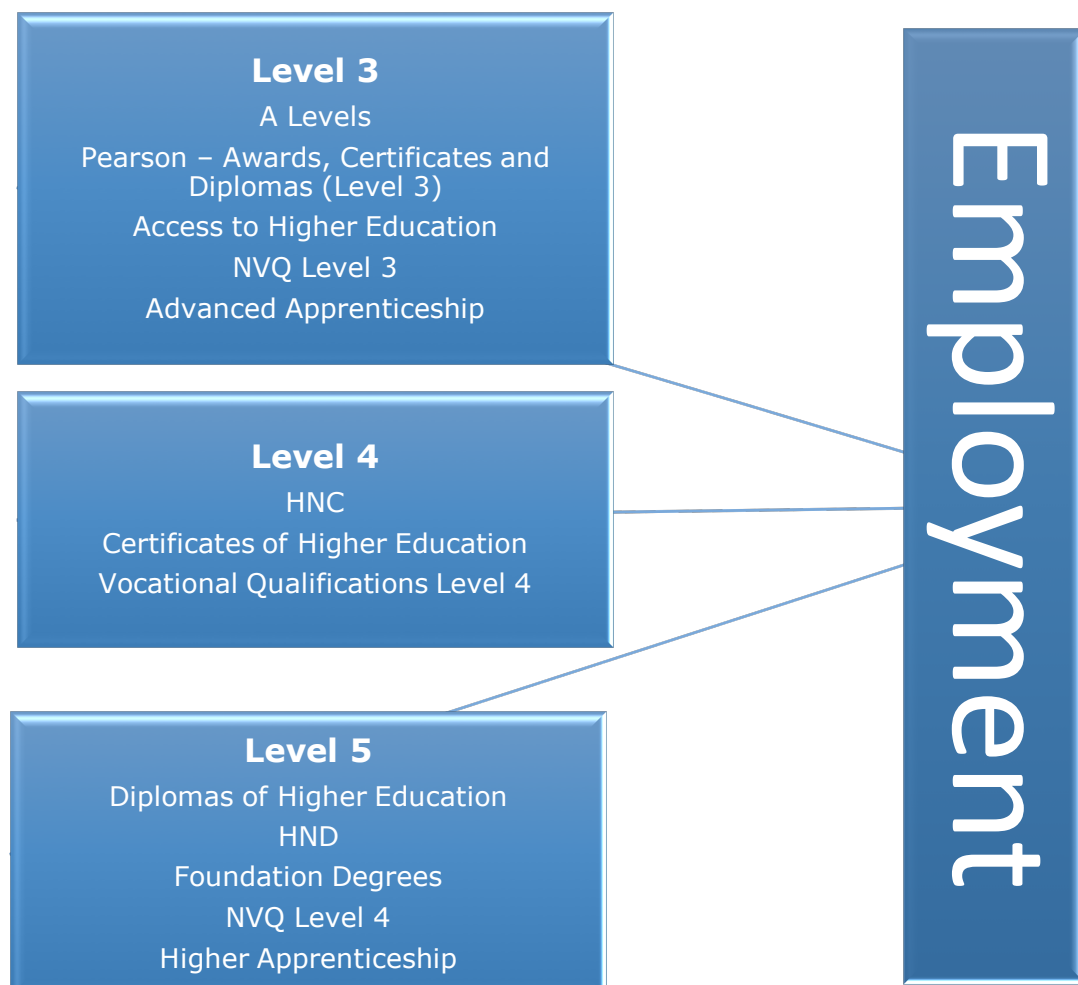 Level 3
A Levels
Pearson – Awards, Certificates and
Diplomas (Level 3)
Access to Higher Education
NVQ Level 3
Advanced Apprenticeship
Level 4
HNC
Certificates of Higher Education
Vocational Qualifications Level 4
Level 5
Diplomas of Higher Education
HND
Foundation Degrees
NVQ Level 4
Higher Apprenticeship
Employment